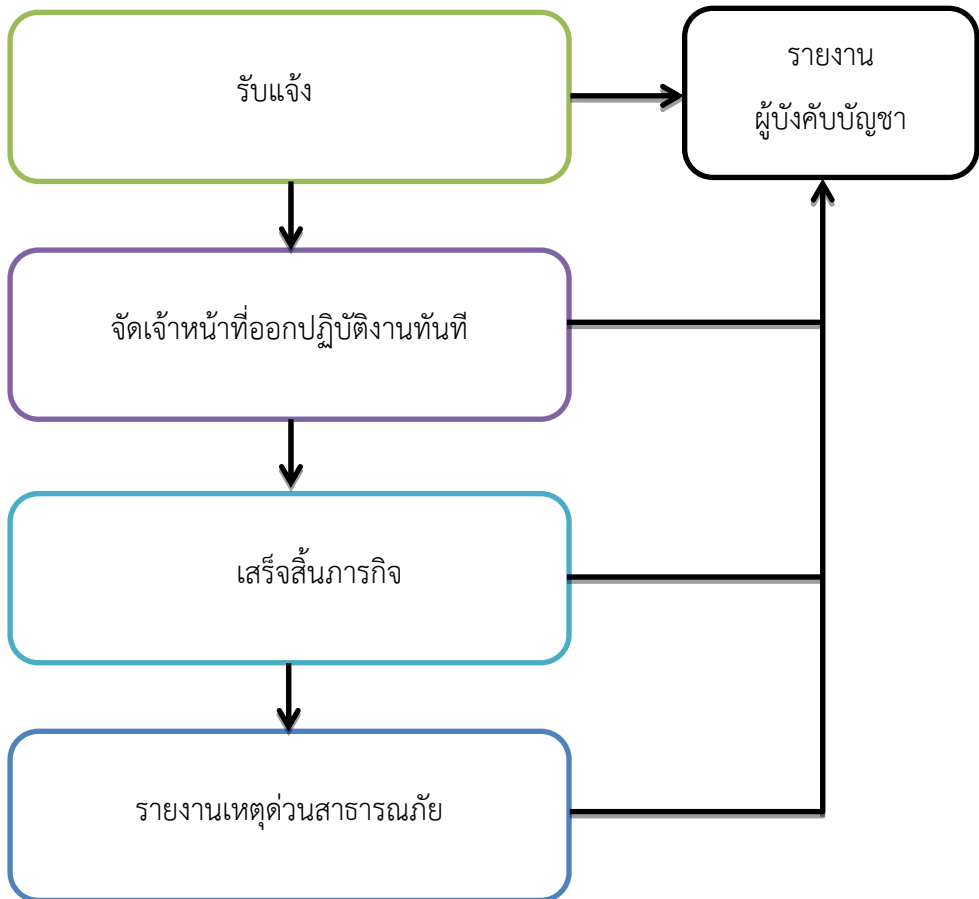 รับแจ้ง
รายงาน
ผู้บังคับบัญชา
จัดเจ้าหน้าที่ออกปฏิบัติงานทันที
เสร็จสิ้นภารกิจ
รายงานเหตุด่วนสาธารณภัย